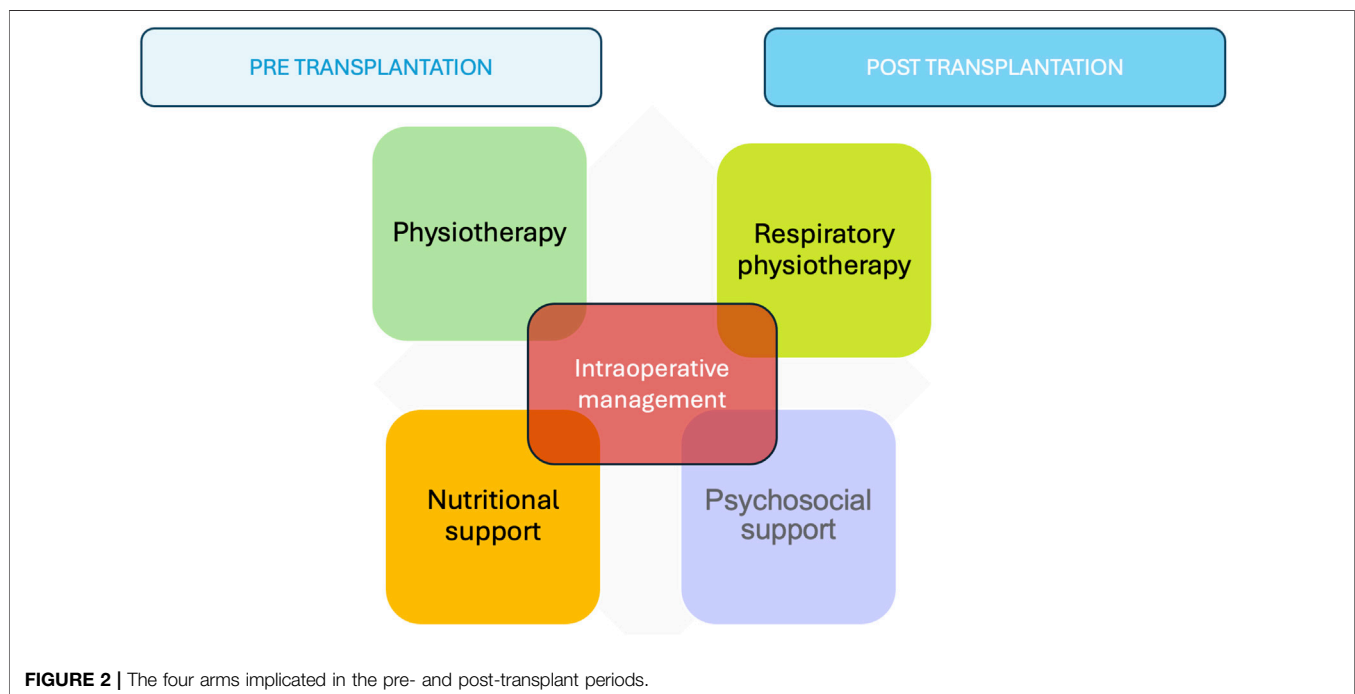 PRE TRANSPLANTATION
POST TRANSPLANTATION
Physiotherapy
Respiratory
physiotherapy
Intraoperative
management
Nutritional
support
Psychosocial
support
FIGURE 2 | The four arms implicated in the pre- and post-transplant periods.